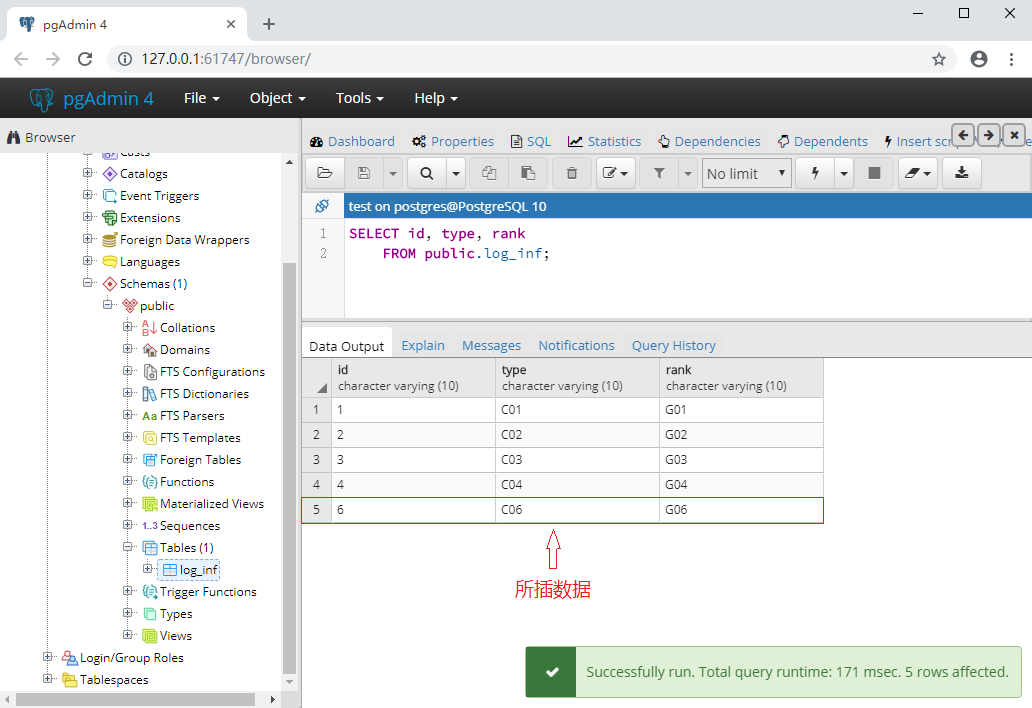 pgAdmin 4
127.0.0.1:61747/browser/
pgAdmin 4 File Object Tools Help
Browser
Dashboard Properties SQL Statistics Dependencies Dependents Insert scr
Casts
Catalogs
Event Triggers
Extensions
Foreign Data Wrappers
Languages
Schemas (1)
public
Collations
Domains
FTS Configurations
FTS Dictionaries
FTS Parsers
FTS Templates
Foreign Tables
Functions
Materialized Views
1..3 Sequences
Tables (1)
log_inf
Trigger Functions
Types
Views
Login/Group Roles
Tablespaces
No limit
test on postgres@PostgreSQL 10
1 SELECT id, type, rank
2 FROM public.log_inf;
Data Output Explain Messages Notifications Query History
id type rank
character varying (10) character varying (10) character varying (10)
1 1 C01 G01
2 2 C02 G02
3 3 C03 G03
4 4 C04 G04
5 6 C06 G06
所插数据
Successfully run. Total query runtime: 171 msec. 5 rows affected.